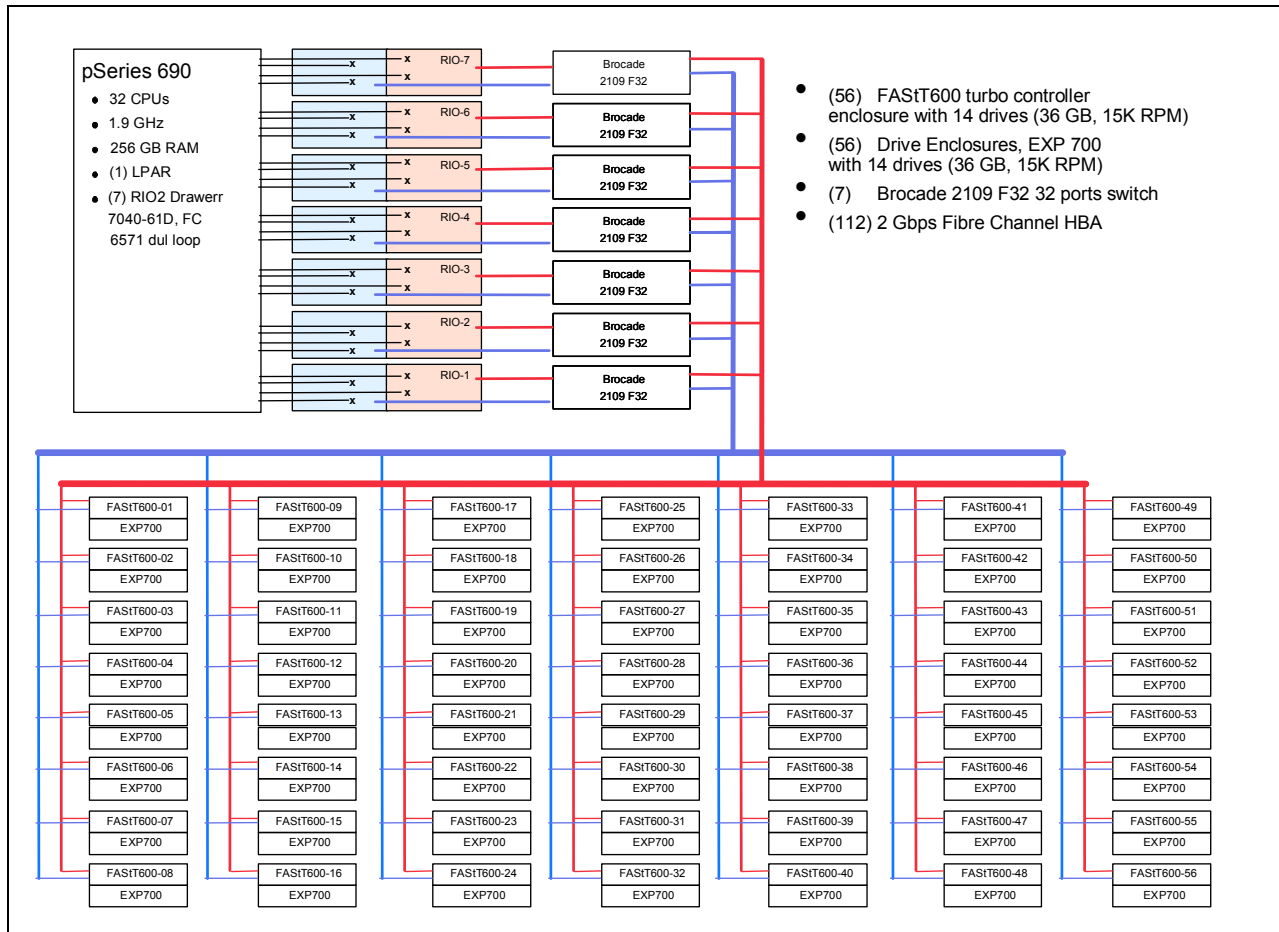 pSeries 690
• 32 CPUs
• 1.9 GHz
• 256 GB RAM
• (1) LPAR
• (7) RIO2 Drawerr
7040-61D, FC
6571 dul loop
x
x RIO-7
x
x
Brocade
2109 F32
x
x RIO-6
x
x
Brocade
2109 F32
x
x RIO-5
x
x
Brocade
2109 F32
x
x RIO-4
x
x
Brocade
2109 F32
x
x RIO-3
x
x
Brocade
2109 F32
x
x RIO-2
x
x
Brocade
2109 F32
x
x RIO-1
x
x
Brocade
2109 F32
• (56) FAStT600 turbo controller
enclosure with 14 drives (36 GB, 15K RPM)
• (56) Drive Enclosures, EXP 700
with 14 drives (36 GB, 15K RPM)
• (7) Brocade 2109 F32 32 ports switch
• (112) 2 Gbps Fibre Channel HBA
FAStT600-01 FAStT600-09 FAStT600-17 FAStT600-25 FAStT600-33 FAStT600-41 FAStT600-49
EXP700 EXP700 EXP700 EXP700 EXP700 EXP700 EXP700
FAStT600-02 FAStT600-10 FAStT600-18 FAStT600-26 FAStT600-34 FAStT600-42 FAStT600-50
EXP700 EXP700 EXP700 EXP700 EXP700 EXP700 EXP700
FAStT600-03 FAStT600-11 FAStT600-19 FAStT600-27 FAStT600-35 FAStT600-43 FAStT600-51
EXP700 EXP700 EXP700 EXP700 EXP700 EXP700 EXP700
FAStT600-04 FAStT600-12 FAStT600-20 FAStT600-28 FAStT600-36 FAStT600-44 FAStT600-52
EXP700 EXP700 EXP700 EXP700 EXP700 EXP700 EXP700
FAStT600-05 FAStT600-13 FAStT600-21 FAStT600-29 FAStT600-37 FAStT600-45 FAStT600-53
EXP700 EXP700 EXP700 EXP700 EXP700 EXP700 EXP700
FAStT600-06 FAStT600-14 FAStT600-22 FAStT600-30 FAStT600-38 FAStT600-46 FAStT600-54
EXP700 EXP700 EXP700 EXP700 EXP700 EXP700 EXP700
FAStT600-07 FAStT600-15 FAStT600-23 FAStT600-31 FAStT600-39 FAStT600-47 FAStT600-55
EXP700 EXP700 EXP700 EXP700 EXP700 EXP700 EXP700
FAStT600-08 FAStT600-16 FAStT600-24 FAStT600-32 FAStT600-40 FAStT600-48 FAStT600-56
EXP700 EXP700 EXP700 EXP700 EXP700 EXP700 EXP700